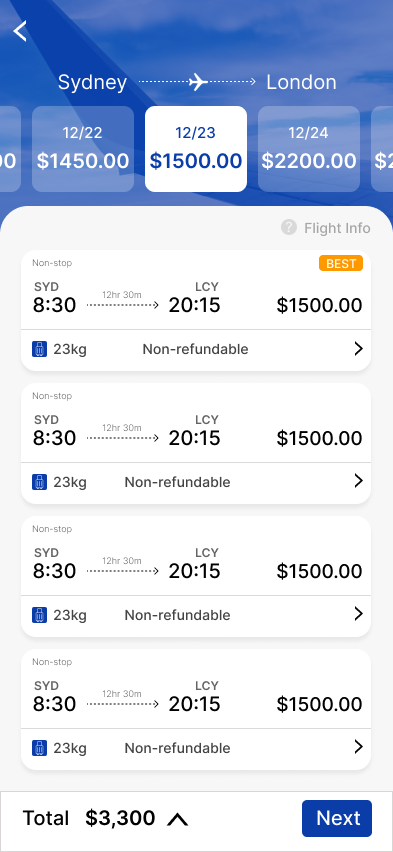 Sydney London
12/22 12/23 12/24
00 $1450.00 $1500.00 $2200.00 $2
? Flight Info
Non-stop BEST
SYD 12hr 30m LCY
8:30 20:15 $1500.00
23kg Non-refundable
Non-stop
SYD 12hr 30m LCY
8:30 20:15 $1500.00
23kg Non-refundable
Non-stop
SYD 12hr 30m LCY
8:30 20:15 $1500.00
23kg Non-refundable
Non-stop
SYD 12hr 30m LCY
8:30 20:15 $1500.00
23kg Non-refundable
Total $3,300 Next